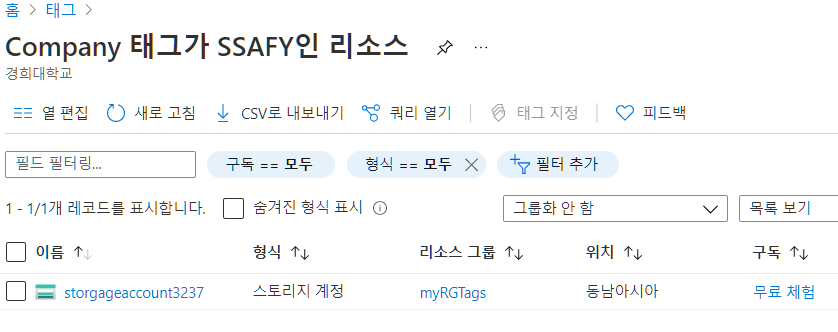 홈 > 태그 >
Company 태그가 SSAFY인 리소스 ...
경희대학교
열 편집 새로 고침 CSV로 내보내기 쿼리 열기 태그 지정 피드백
필드 필터링... 구독 == 모두 형식 == 모두 필터 추가
1 - 1/1개 레코드를 표시합니다. 숨겨진 형식 표시 그룹화 안 함 목록 보기
이름 형식 리소스 그룹 위치 구독
storgageaccount3237 스토리지 계정 myRGTags 동남아시아 무료 체험